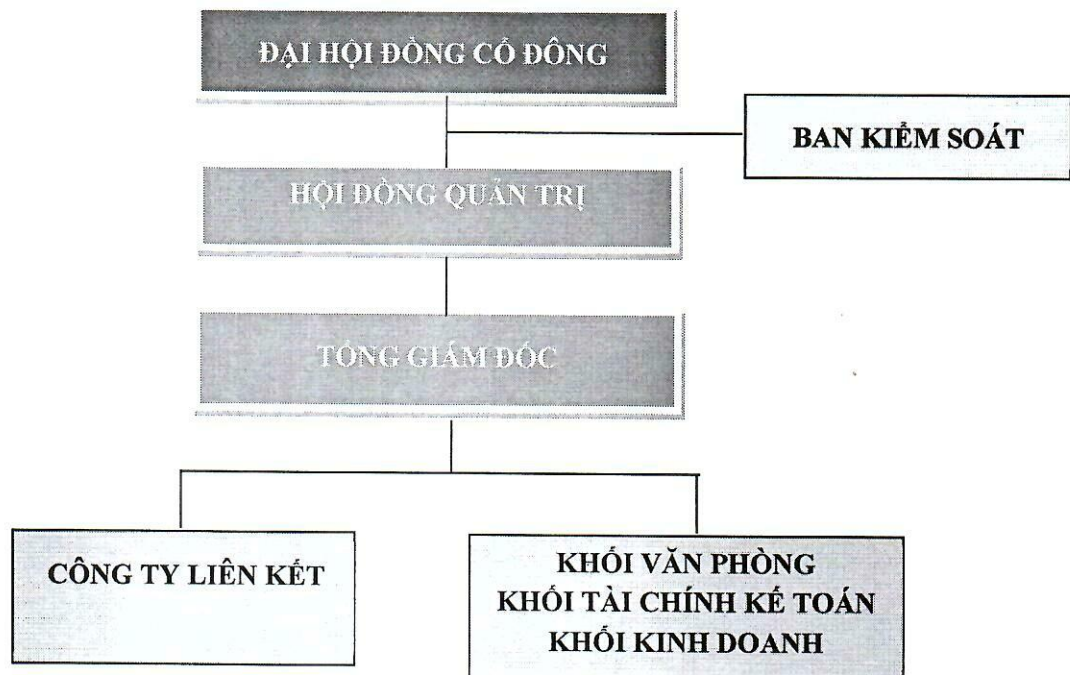 ĐẠI HỘI ĐỒNG CỔ ĐÔNG
BAN KIỂM SOÁT
HỘI ĐỒNG QUẢN TRỊ
TỔNG GIÁM ĐỐC
CÔNG TY LIÊN KẾT
KHỐI VĂN PHÒNG
KHỐI TÀI CHÍNH KẾ TOÁN
KHỐI KINH DOANH